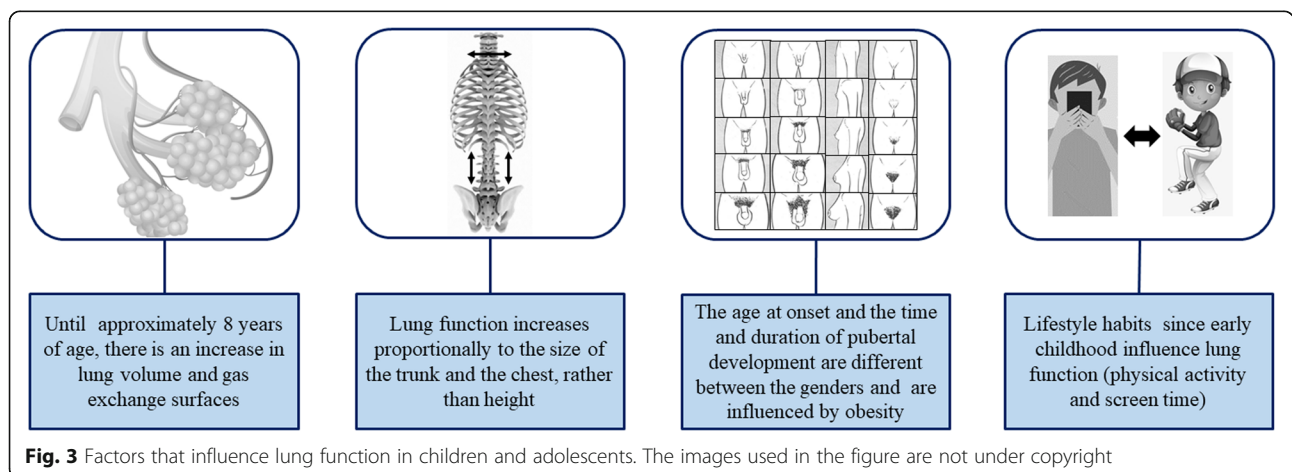 Until approximately 8 years
of age, there is an increase in
lung volume and gas
exchange surfaces
Lung function increases
proportionally to the size of
the trunk and the chest, rather
than height
The age at onset and the time
and duration of pubertal
development are different
between the genders and are
influenced by obesity
Lifestyle habits since early
childhood influence lung
function (physical activity
and screen time)
Fig. 3 Factors that influence lung function in children and adolescents. The images used in the figure are not under copyright